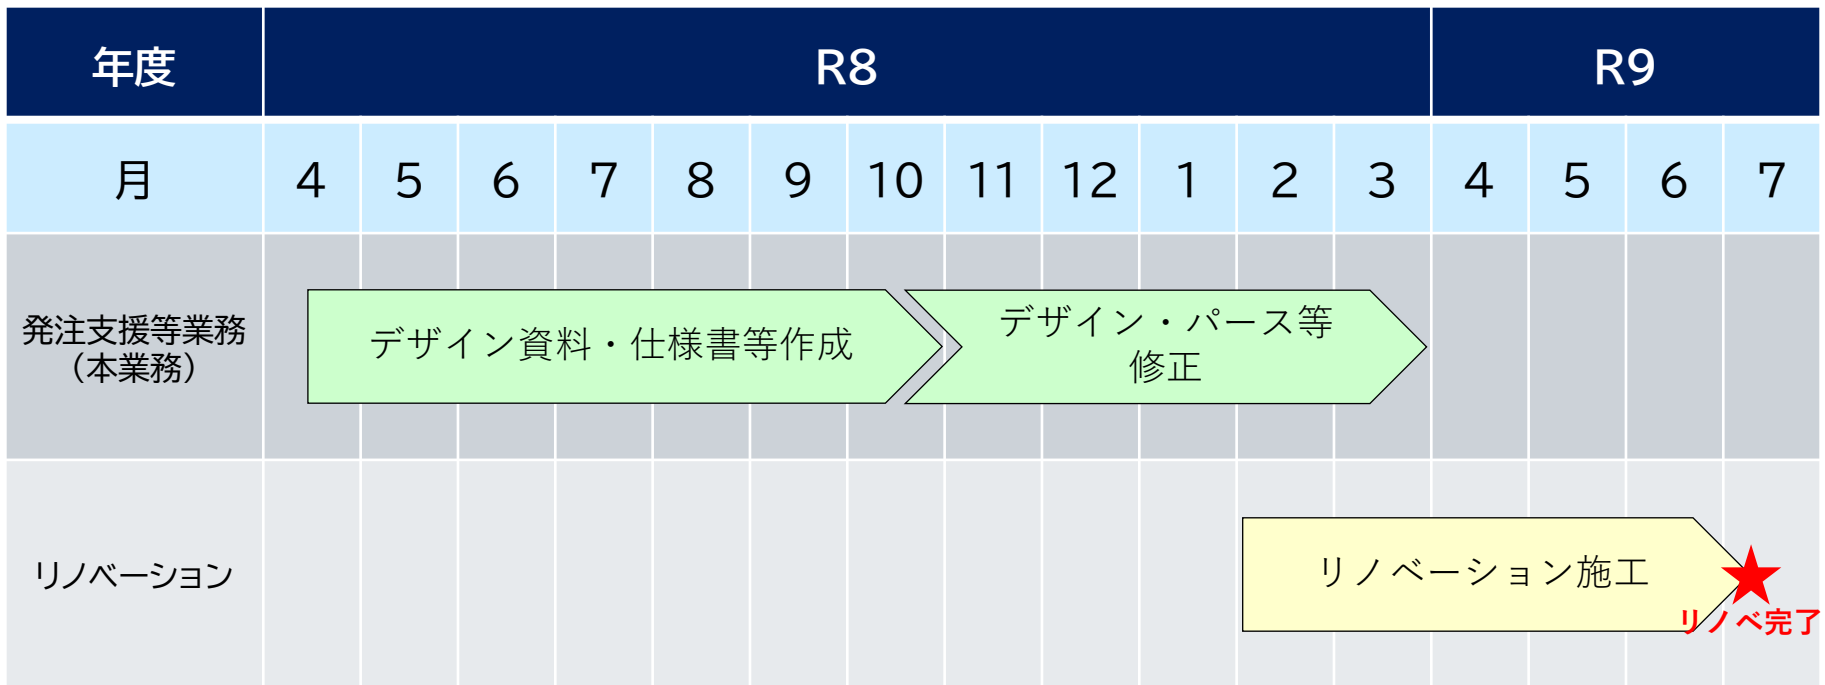 年度 R8 R9
月 4 5 6 7 8 9 10 11 12 1 2 3 4 5 6 7
発注支援等業務
（本業務）
デザイン資料・仕様書等作成
デザイン・パース等
修正
リノベーション
リノベーション施工
リノベ完了